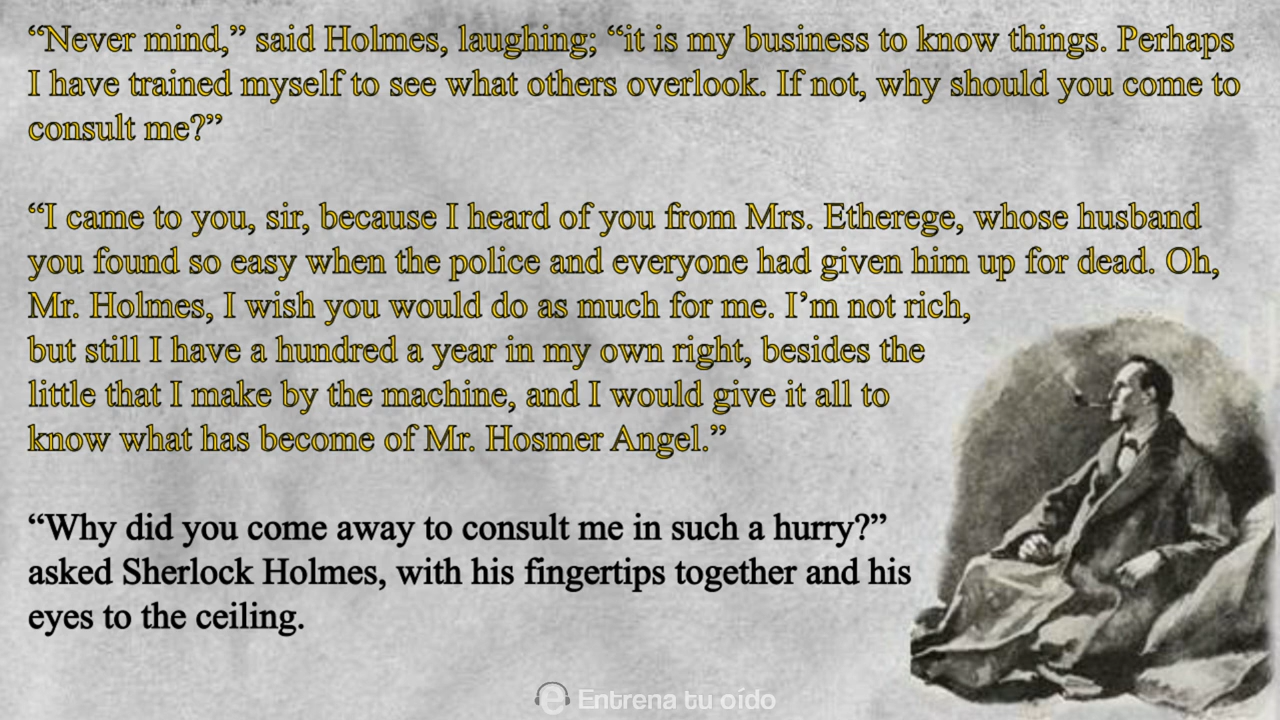 “Never mind,” said Holmes, laughing; “it is my business to know things. Perhaps
I have trained myself to see what others overlook. If not, why should you come to
consult me?”
“I came to you, sir, because I heard of you from Mrs. Etherege, whose husband
you found so easy when the police and everyone had given him up for dead. Oh,
Mr. Holmes, I wish you would do as much for me. I’m not rich,
but still I have a hundred a year in my own right, besides the
little that I make by the machine, and I would give it all to
know what has become of Mr. Hosmer Angel.”
“Why did you come away to consult me in such a hurry?”
asked Sherlock Holmes, with his fingertips together and his
eyes to the ceiling.
Entrena tu oído